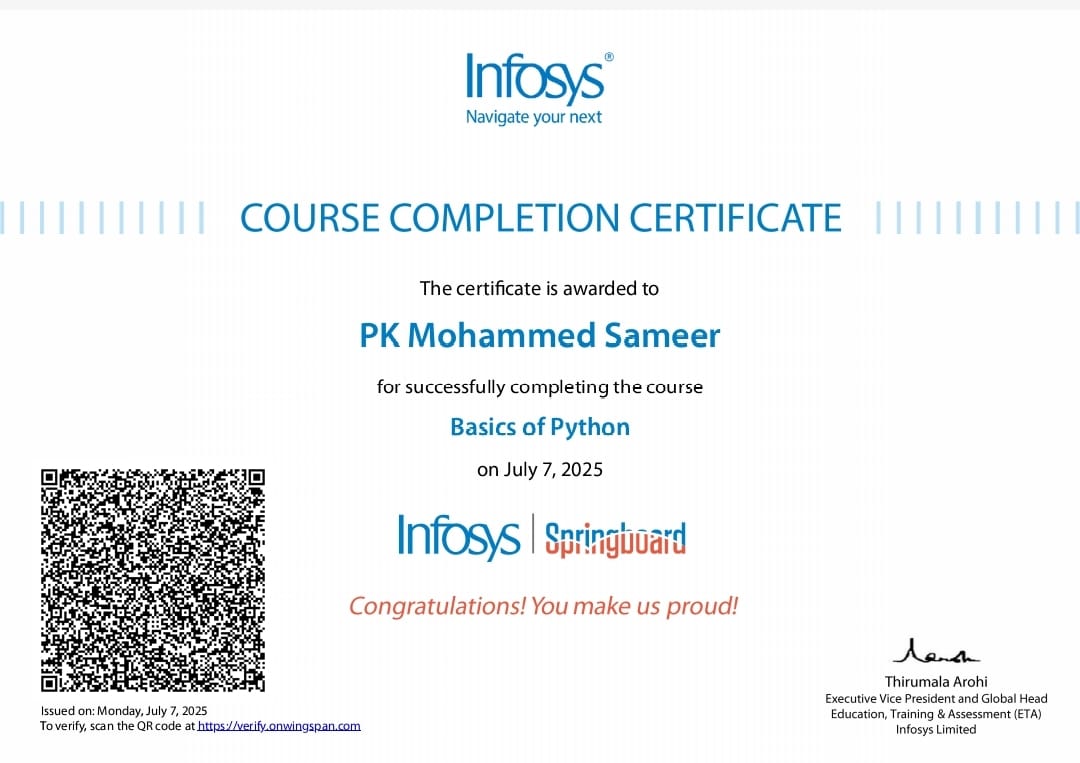 Infosys®
Navigate your next
COURSE COMPLETION CERTIFICATE
The certificate is awarded to
PK Mohammed Sameer
for successfully completing the course
Basics of Python
on July 7, 2025
Infosys | Springboard
Congratulations! You make us proud!
Issued on: Monday, July 7, 2025
To verify, scan the QR code at https://verify.onwingspan.com
Thirumala Arohi
Executive Vice President and Global Head
Education, Training & Assessment (ETA)
Infosys Limited